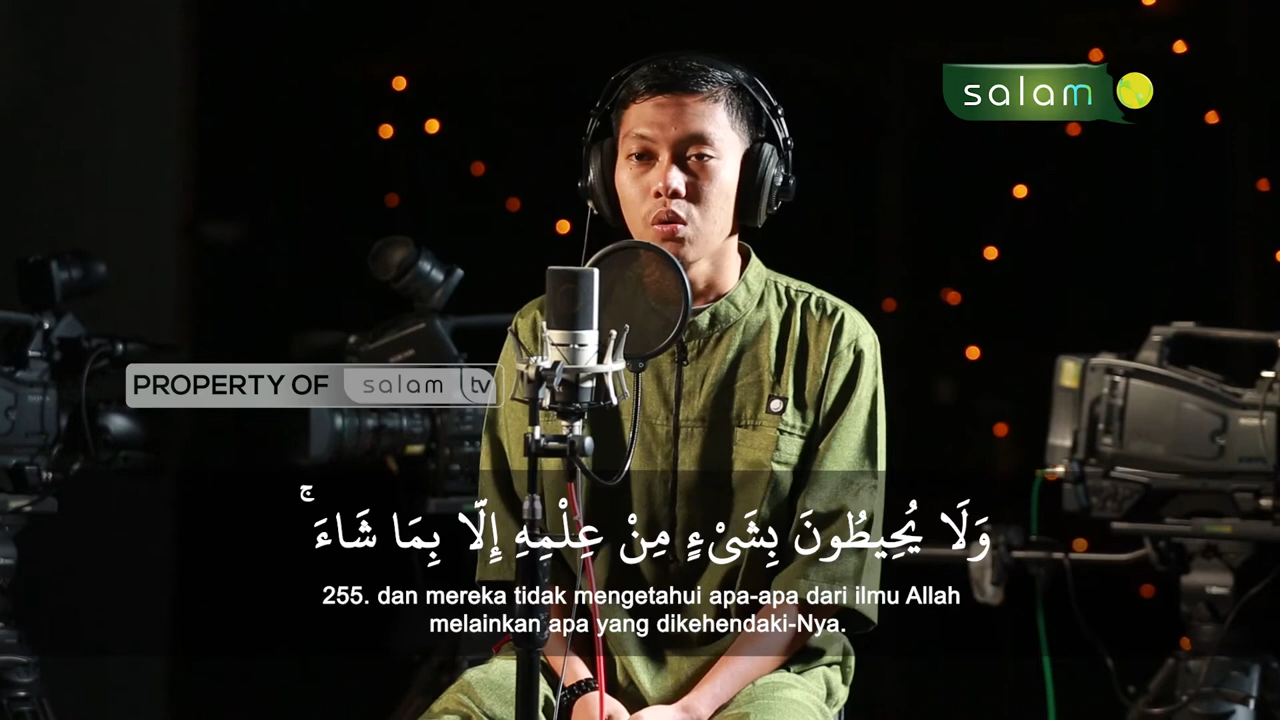 salam
PROPERTY OF salam tv
وَلَا يُحِيطُونَ بِشَىْءٍ مِنْ عِلْمِهِ إِلَّا بِمَا شَاءَ ۚ
255. dan mereka tidak mengetahui apa-apa dari ilmu Allah
melainkan apa yang dikehendaki-Nya.